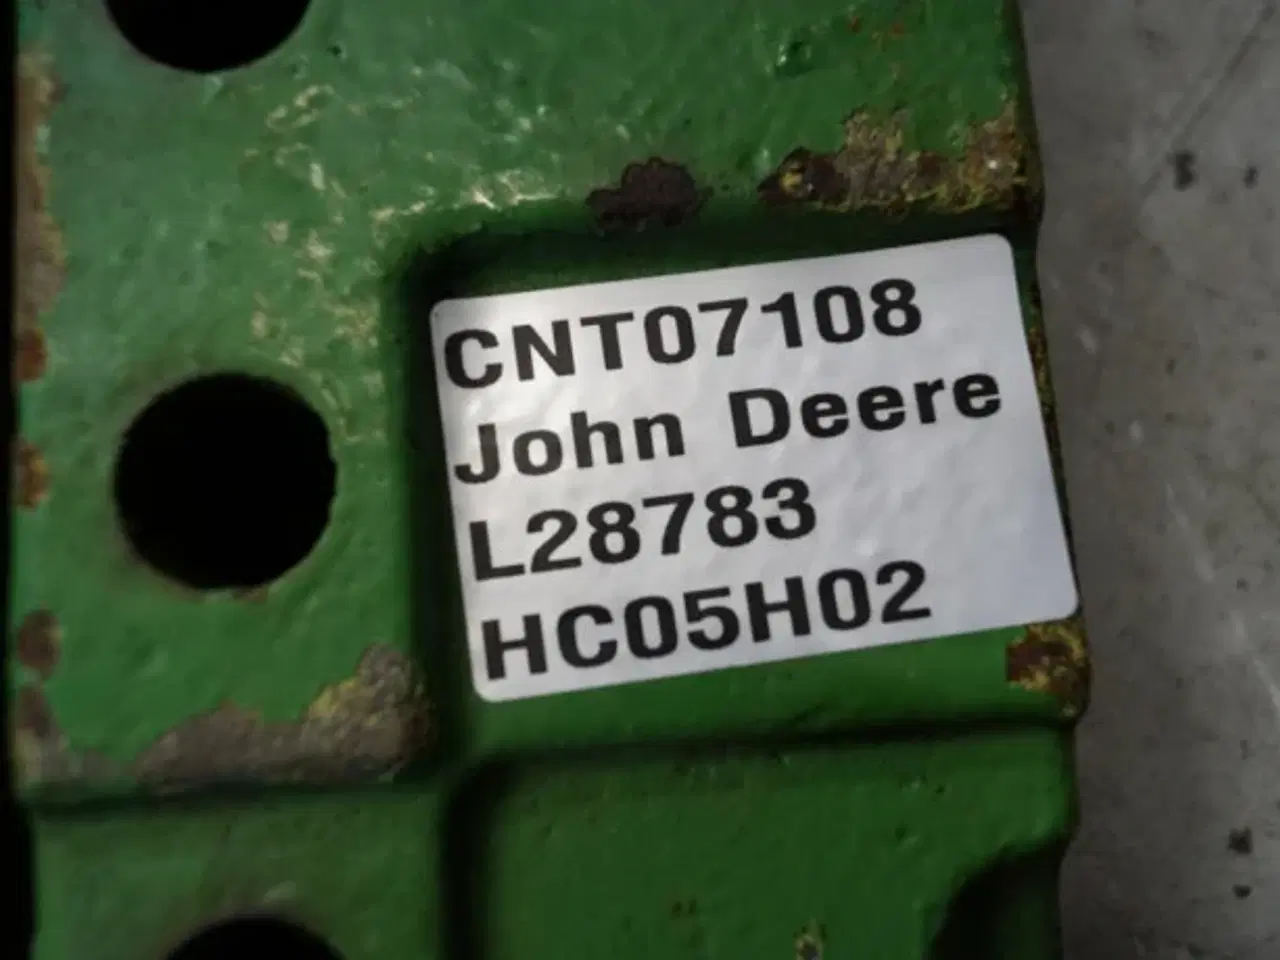 CNT07108
John Deere
L28783
HC05H02